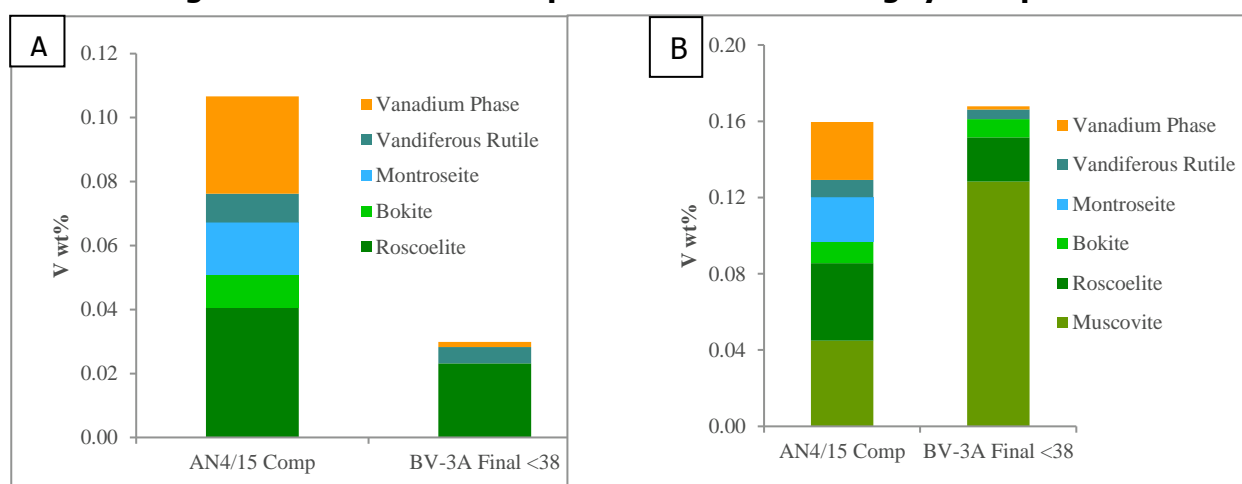 A
V wt%
0.12
0.10
0.08
0.06
0.04
0.02
0.00
Vanadium Phase
Vandiferous Rutile
Montroseite
Bokite
Roscoelite
AN4/15 Comp
BV-3A Final <38
B
V wt%
0.20
0.16
0.12
0.08
0.04
0.00
Vanadium Phase
Vandiferous Rutile
Montroseite
Bokite
Roscoelite
Muscovite
AN4/15 Comp
BV-3A Final <38